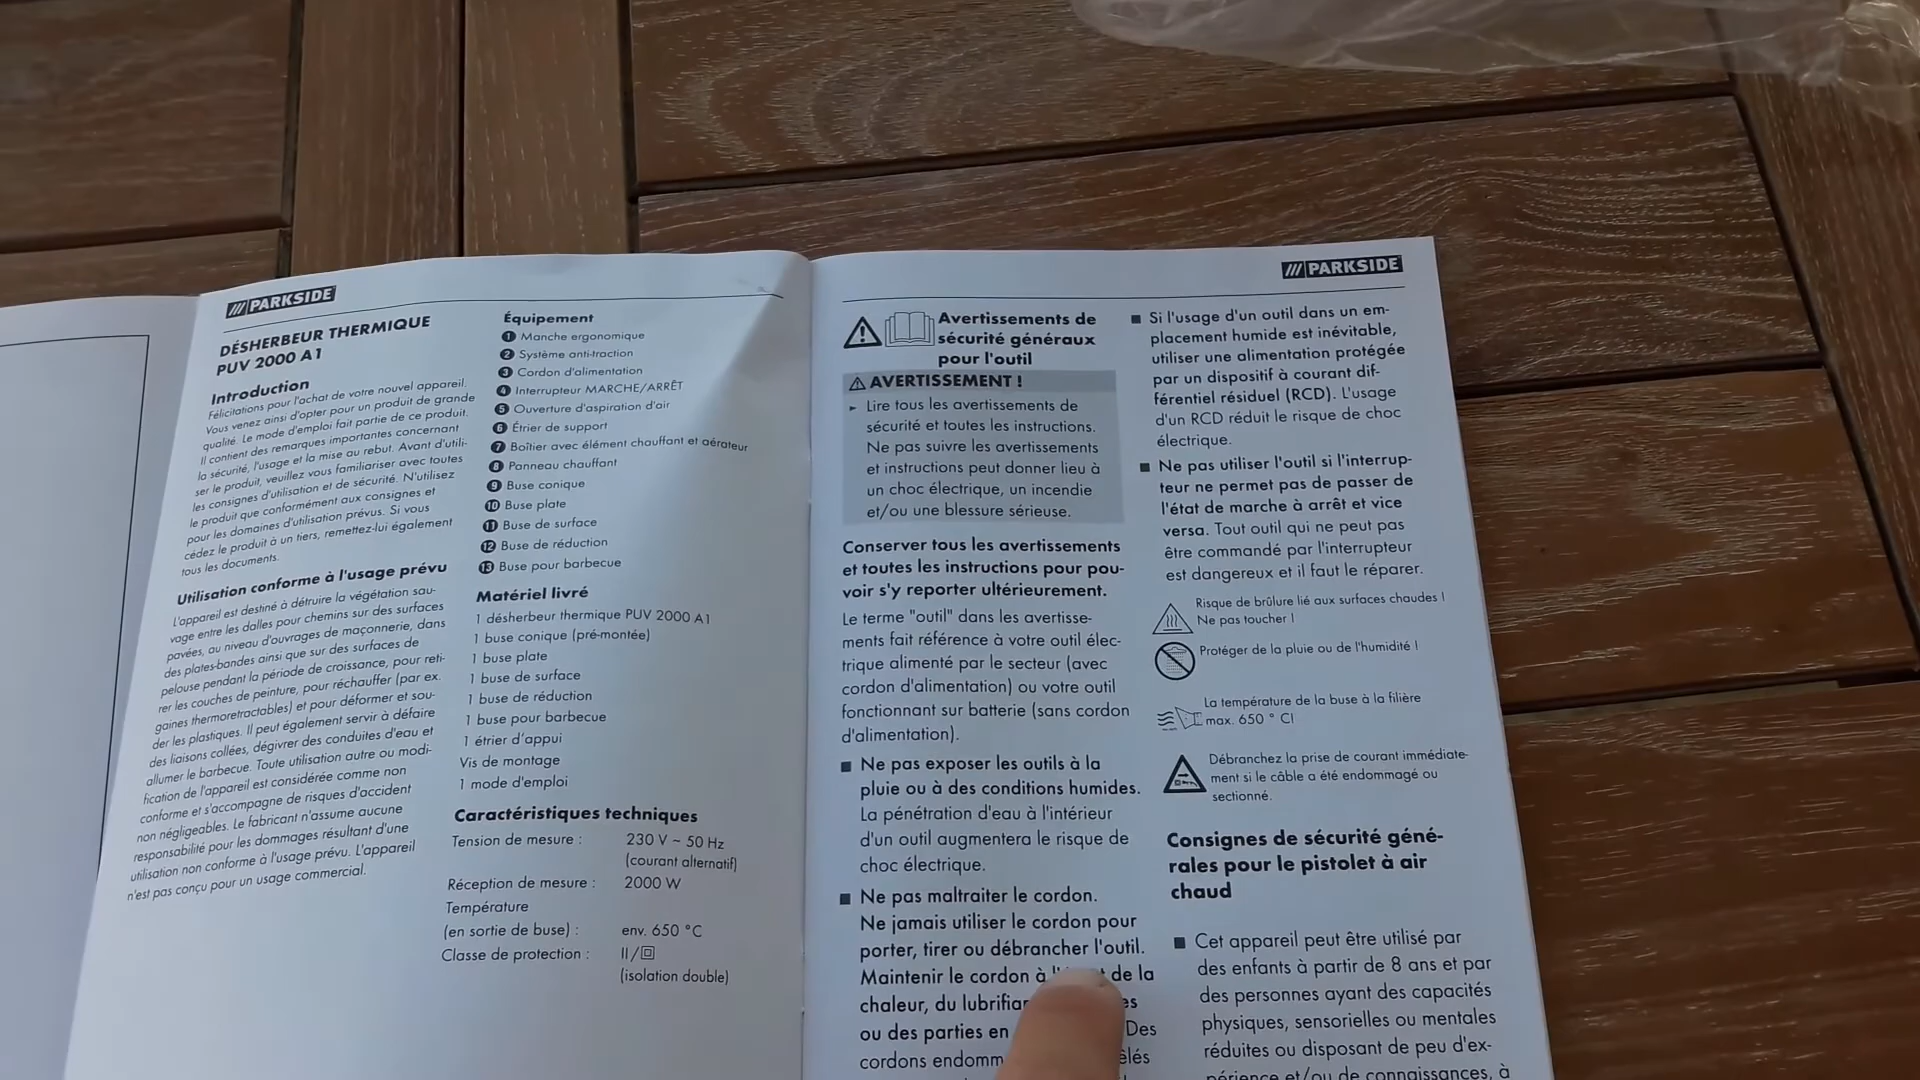 PARKSIDE
DÉSHERBEUR THERMIQUE
PUV 2000 A1
Introduction
Félicitations pour l'achat de votre nouvel appareil.
Vous venez ainsi d'opter pour un produit de grande
qualité. Le mode d'emploi fait partie de ce produit.
Il contient des remarques importantes concernant
la sécurité, l'usage et la mise au rebut. Avant d'utili-
ser le produit, veuillez vous familiariser avec toutes
les consignes d'utilisation et de sécurité. N'utilisez
le produit que conformément aux consignes et
pour les domaines d'utilisation prévus. Si vous
cédez le produit à un tiers, remettez-lui également
tous les documents.
Utilisation conforme à l'usage prévu
L'appareil est destiné à détruire la végétation sau-
vage entre les dalles pour chemins sur des surfaces
pavées, au niveau d'ouvrages de maçonnerie, dans
des plates-bandes ainsi que sur des surfaces de
pelouse pendant la période de croissance, pour reti-
rer les couches de peinture, pour réchauffer (par ex.
gaines thermoretractables) et pour déformer et sou-
der les plastiques. Il peut également servir à défaire
des liaisons collées, dégivrer des conduites d'eau et
allumer le barbecue. Toute utilisation autre ou modi-
fication de l'appareil est considérée comme non
conforme et s'accompagne de risques d'accident
non négligeables. Le fabricant n'assume aucune
responsabilité pour les dommages résultant d'une
utilisation non conforme à l'usage prévu. L'appareil
n'est pas conçu pour un usage commercial.
Équipement
1 Manche ergonomique
2 Système anti-traction
3 Cordon d'alimentation
4 Interrupteur MARCHE/ARRÊT
5 Ouverture d'aspiration d'air
6 Étrier de support
7 Boîtier avec élément chauffant et aérateur
8 Panneau chauffant
9 Buse conique
10 Buse plate
11 Buse de surface
12 Buse de réduction
13 Buse pour barbecue
Matériel livré
1 désherbeur thermique PUV 2000 A1
1 buse conique (pré-montée)
1 buse plate
1 buse de surface
1 buse de réduction
1 buse pour barbecue
1 étrier d'appui
Vis de montage
1 mode d'emploi
Caractéristiques techniques
Tension de mesure : 230 V ~ 50 Hz
(courant alternatif)
Réception de mesure : 2000 W
Température
(en sortie de buse) : env. 650 °C
Classe de protection : II/
(isolation double)
PARKSIDE
Avertissements de
sécurité généraux
pour l'outil
AVERTISSEMENT !
► Lire tous les avertissements de
sécurité et toutes les instructions.
Ne pas suivre les avertissements
et instructions peut donner lieu à
un choc électrique, un incendie
et/ou une blessure sérieuse.
Conserver tous les avertissements
et toutes les instructions pour pou-
voir s'y reporter ultérieurement.
Le terme "outil" dans les avertisse-
ments fait référence à votre outil élec-
trique alimenté par le secteur (avec
cordon d'alimentation) ou votre outil
fonctionnant sur batterie (sans cordon
d'alimentation).
■ Ne pas exposer les outils à la
pluie ou à des conditions humides.
La pénétration d'eau à l'intérieur
d'un outil augmentera le risque de
choc électrique.
■ Ne pas maltraiter le cordon.
Ne jamais utiliser le cordon pour
porter, tirer ou débrancher l'outil.
Maintenir le cordon à de la
chaleur, du
ou des parties en Des
cordons
■ Si l'usage d'un outil dans un em-
placement humide est inévitable,
utiliser une alimentation protégée
par un dispositif à courant dif-
férentiel résiduel (RCD). L'usage
d'un RCD réduit le risque de choc
électrique.
■ Ne pas utiliser l'outil si l'interrup-
teur ne permet pas de passer de
l'état de marche à arrêt et vice
versa. Tout outil qui ne peut pas
être commandé par l'interrupteur
est dangereux et il faut le réparer.
Risque de brûlure lié aux surfaces chaudes !
Ne pas toucher !
Protéger de la pluie ou de l'humidité !
La température de la buse à la filière
max. 650 ° C!
Débranchez la prise de courant immédiate-
ment si le câble a été endommagé ou
sectionné.
Consignes de sécurité géné-
rales pour le pistolet à air
chaud
■ Cet appareil peut être utilisé par
des enfants à partir de 8 ans et par
des personnes ayant des capacités
physiques, sensorielles ou mentales
réduites ou disposant de peu d'ex-
périence et/ou de connaissances, à